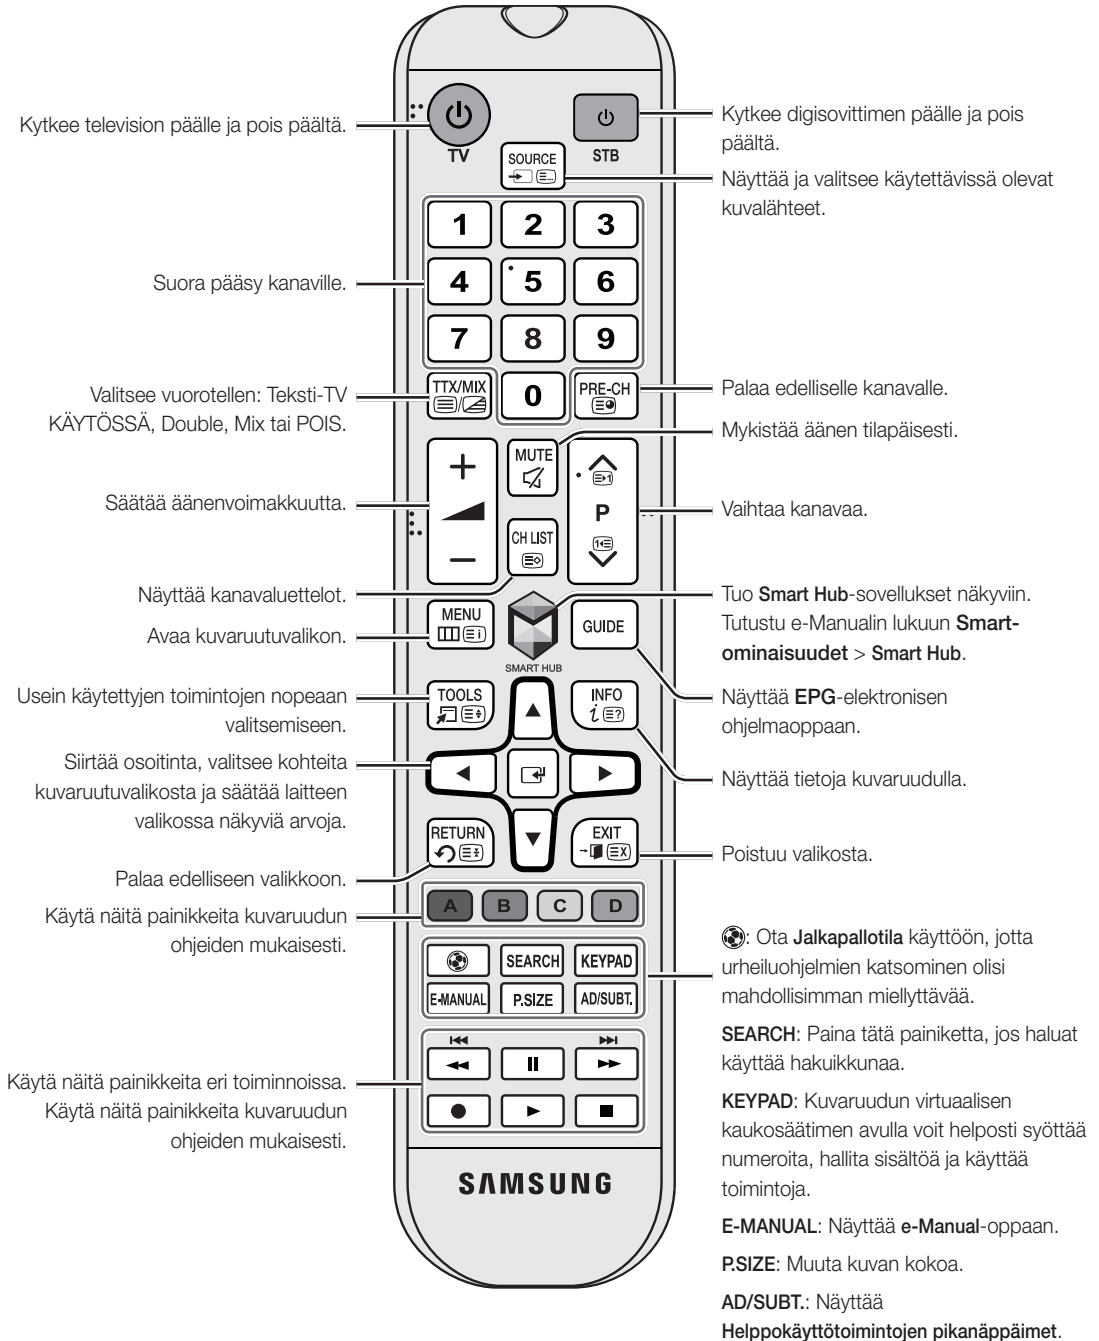 Kytkee television päälle ja pois päältä.
TV
STB
Kytkee digisovittimen päälle ja pois
päältä.
SOURCE
Näyttää ja valitsee käytettävissä olevat
kuvalähteet.
1 2 3
4 5 6
7 8 9
0
Suora pääsy kanaville.
TTX/MIX
Valitsee vuorotellen: Teksti-TV
KÄYTÖSSÄ, Double, Mix tai POIS.
PRE-CH
Palaa edelliselle kanavalle.
MUTE
Mykistää äänen tilapäisesti.
Säätää äänenvoimakkuutta.
P
Vaihtaa kanavaa.
CH LIST
Näyttää kanavaluettelot.
MENU
Avaa kuvaruutuvalikon.
SMART HUB
Tuo Smart Hub-sovellukset näkyviin.
Tutustu e-Manualin lukuun Smart-
ominaisuudet > Smart Hub.
GUIDE
Näyttää EPG-elektronisen
ohjelmaoppaan.
TOOLS
Usein käytettyjen toimintojen nopeaan
valitsemiseen.
INFO
Näyttää tietoja kuvaruudulla.
Siirtää osoitinta, valitsee kohteita
kuvaruutuvalikosta ja säätää laitteen
valikossa näkyviä arvoja.
RETURN
Palaa edelliseen valikkoon.
EXIT
Poistuu valikosta.
A B C D
Käytä näitä painikkeita kuvaruudun
ohjeiden mukaisesti.
SEARCH KEYPAD
E-MANUAL P.SIZE AD/SUBT.
: Ota Jalkapallotila käyttöön, jotta
urheiluohjelmien katsominen olisi
mahdollisimman miellyttävää.
SEARCH: Paina tätä painiketta, jos haluat
käyttää hakuikkunaa.
KEYPAD: Kuvaruudun virtuaalisen
kaukosäätimen avulla voit helposti syöttää
numeroita, hallita sisältöä ja käyttää
toimintoja.
E-MANUAL: Näyttää e-Manual-oppaan.
P.SIZE: Muuta kuvan kokoa.
AD/SUBT.: Näyttää
Helppokäyttötoimintojen pikanäppäimet.
Käytä näitä painikkeita eri toiminnoissa.
Käytä näitä painikkeita kuvaruudun
ohjeiden mukaisesti.
SAMSUNG